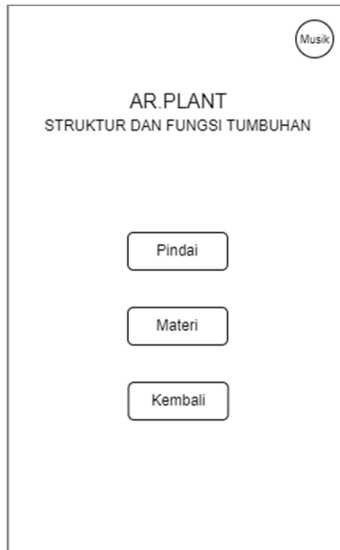 Musik
AR.PLANT
STRUKTUR DAN FUNGSI TUMBUHAN
Pindai
Materi
Kembali